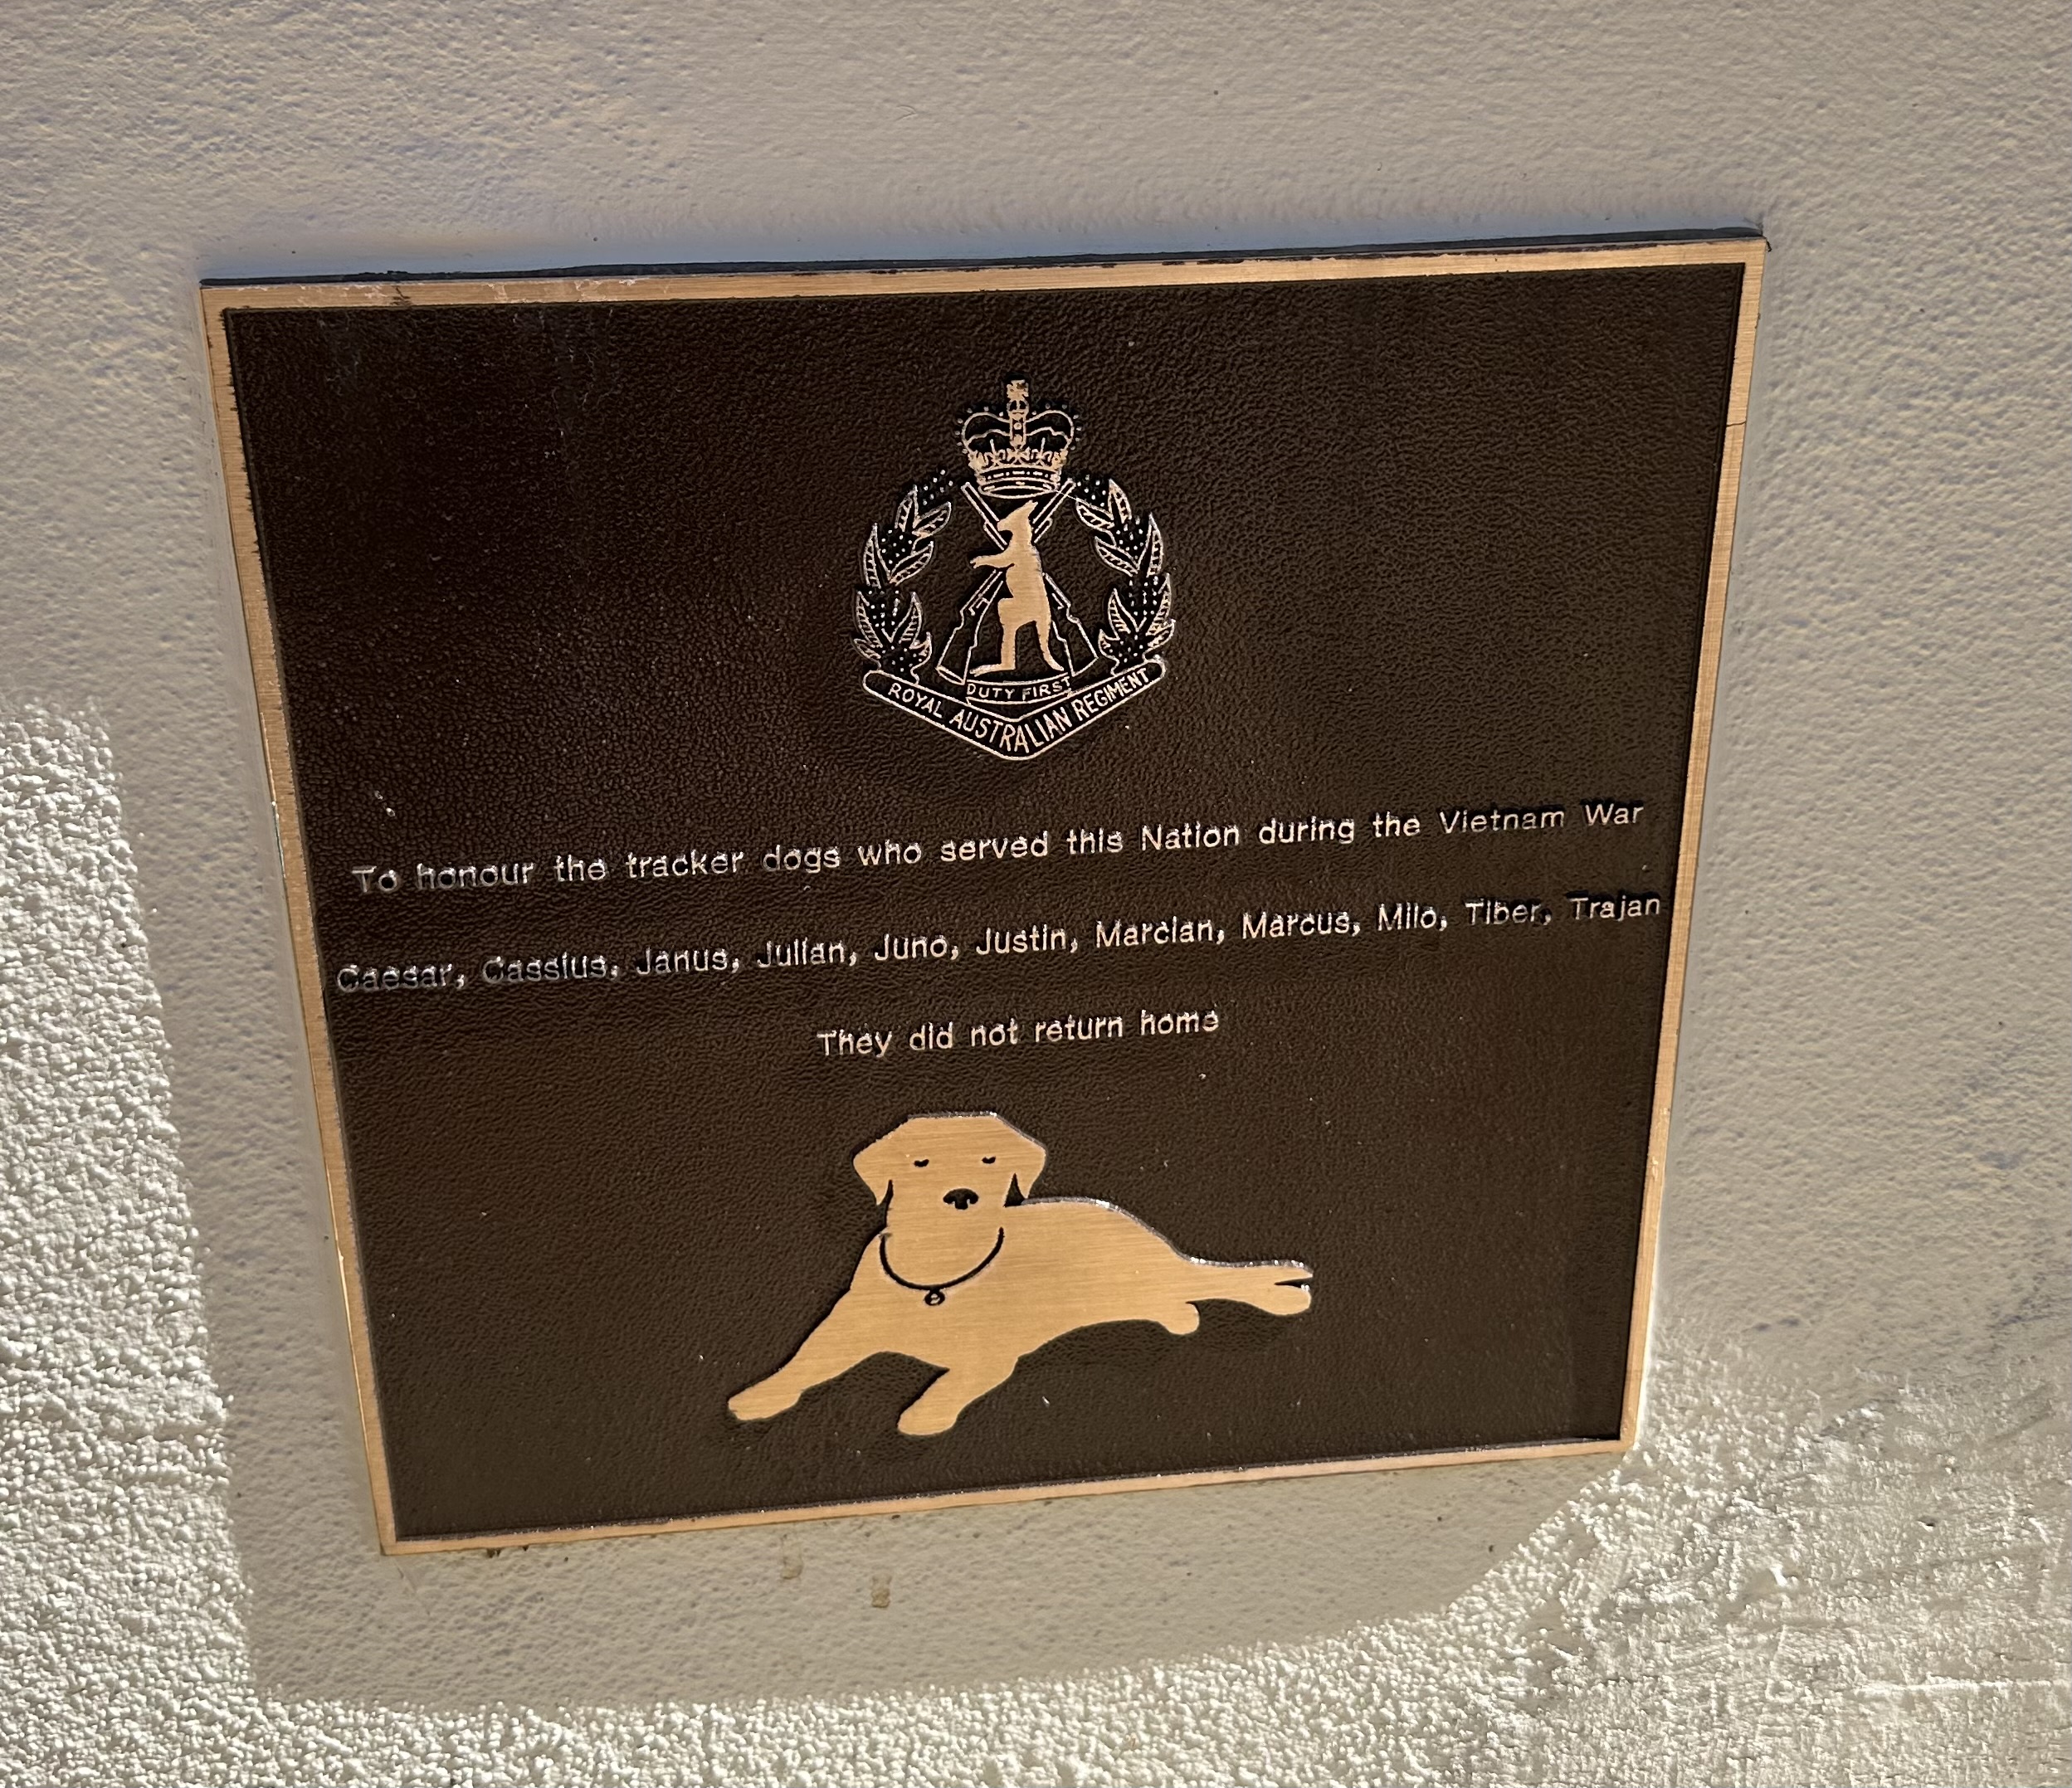 DUTY FIRST
ROYAL AUSTRALIAN REGIMENT
To honour the tracker dogs who served this Nation during the Vietnam War
Caesar, Cassius, Janus, Julian, Juno, Justin, Marcian, Marcus, Milo, Tiber, Trajan
They did not return home